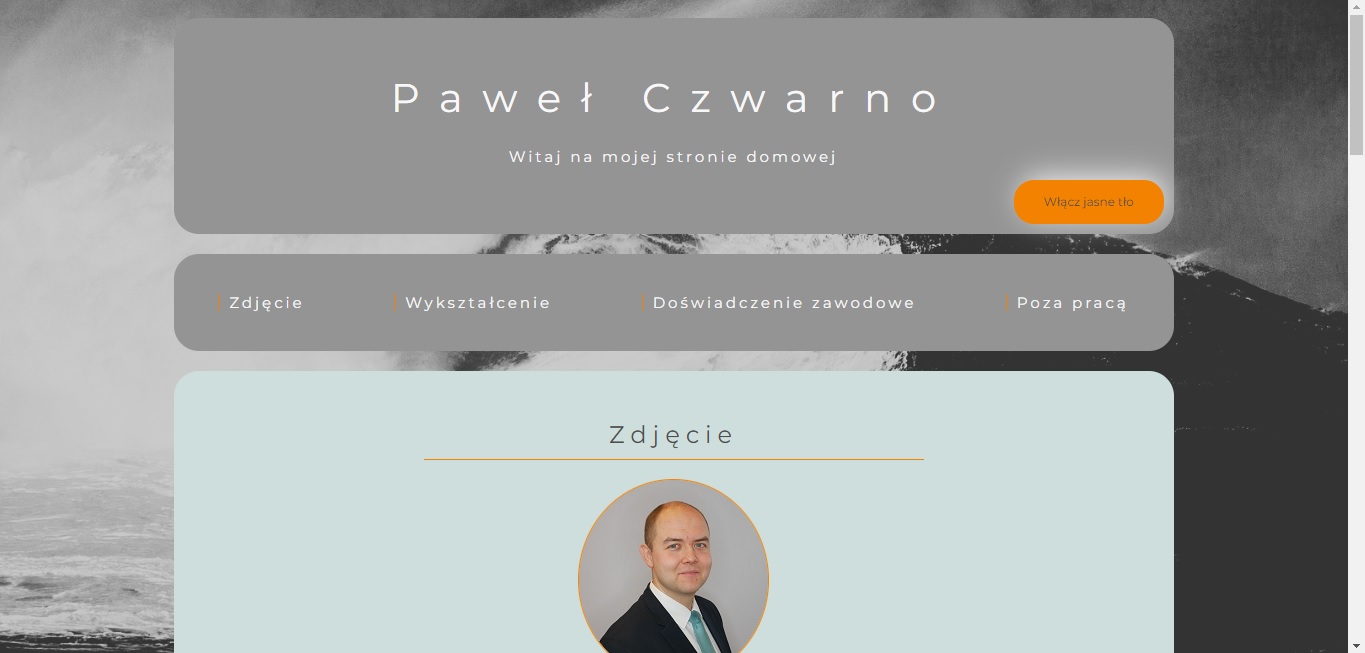 Paweł Czwarno
Witaj na mojej stronie domowej
Włącz jasne tło
Zdjęcie
Wykształcenie
Doświadczenie zawodowe
Poza pracą
Zdjęcie